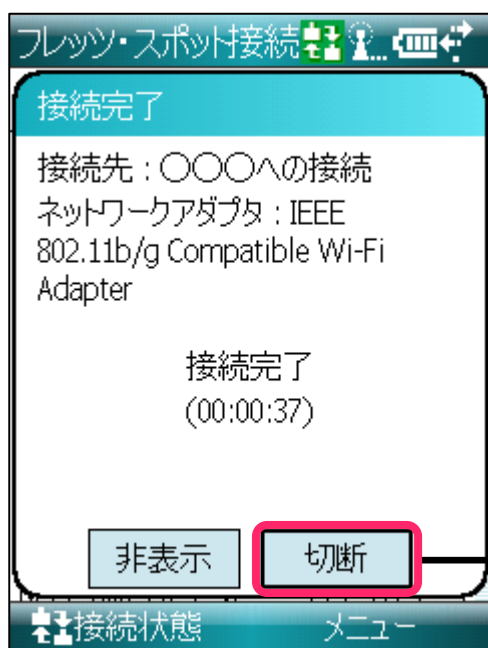 フレッツ・スポット接続
接続完了
接続先：〇〇〇への接続
ネットワークアダプタ：IEEE
802.11b/g Compatible Wi-Fi
Adapter
接続完了
(00:00:37)
非表示 切断
接続状態 メニュー